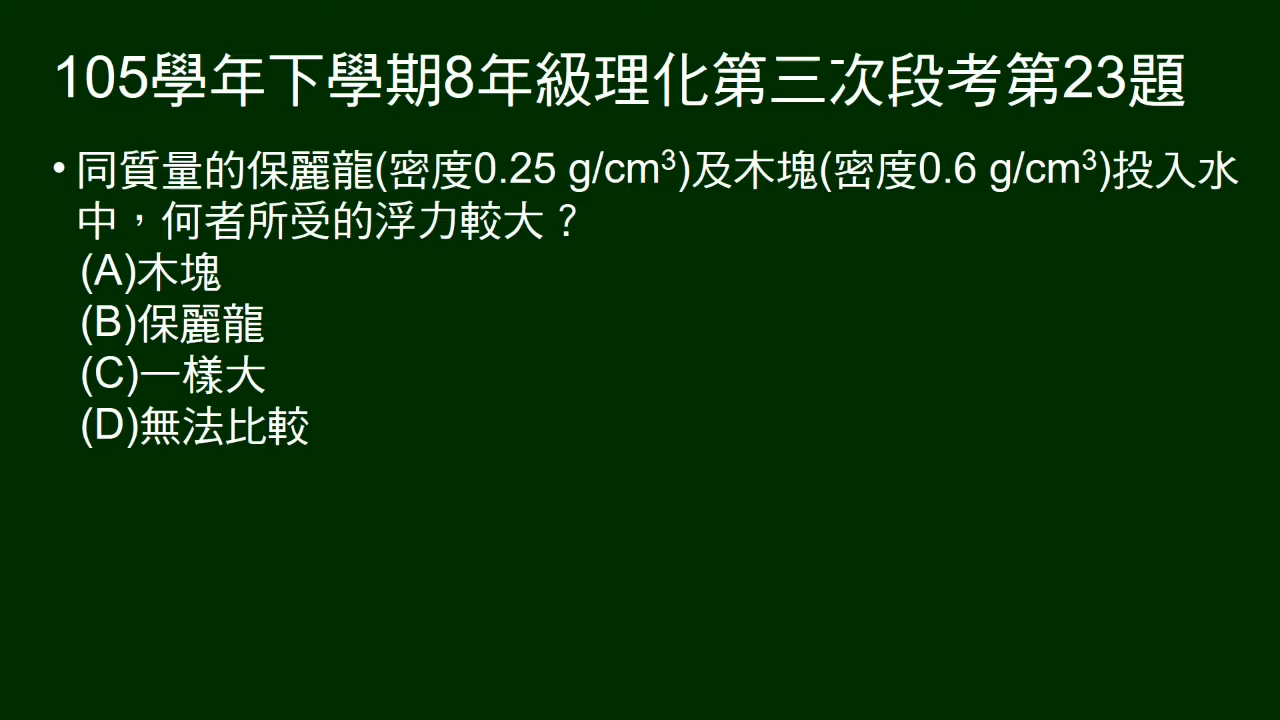 105學年下學期8年級理化第三次段考第23題
•同質量的保麗龍(密度0.25 g/cm³)及木塊(密度0.6 g/cm³)投入水
中，何者所受的浮力較大？
(A)木塊
(B)保麗龍
(C)一樣大
(D)無法比較